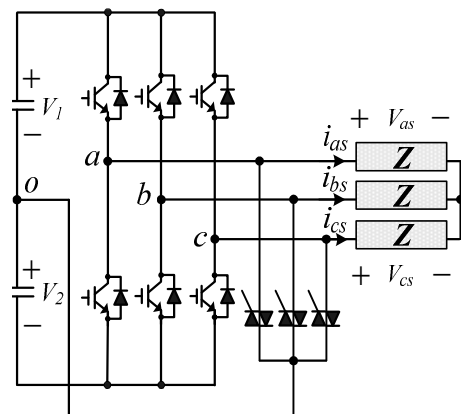 +
V1
−
a
+ Vas −
ias
Z
o
b
ibs
Z
c
ics
Z
+
V2
−
+ Vcs −